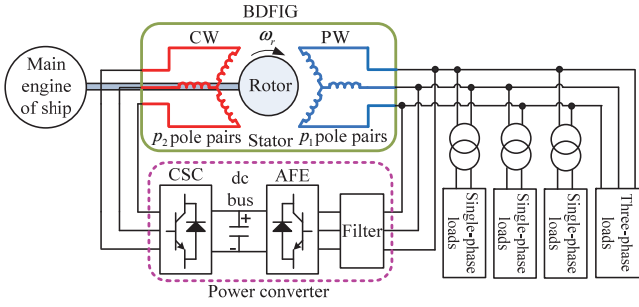 BDFIG
CW
ωr
PW
Main
engine
of ship
Rotor
p2 pole pairs
Stator
p1 pole pairs
CSC
dc
bus
AFE
+
-
Filter
Power converter
Single-phase
loads
Single-phase
loads
Single-phase
loads
Three-phase
loads